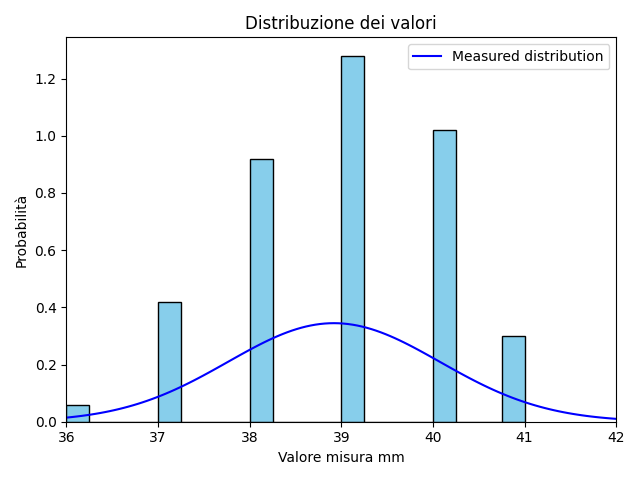 Distribuzione dei valori
Measured distribution
Probabilità
1.2
1.0
0.8
0.6
0.4
0.2
0.0
36 37 38 39 40 41 42
Valore misura mm